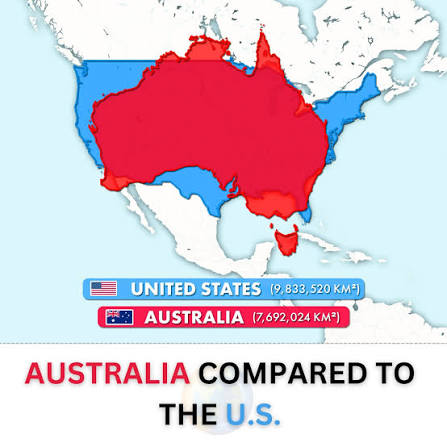 UNITED STATES (9,833,520 KM²)
AUSTRALIA (7,692,024 KM²)
AUSTRALIA COMPARED TO
THE U.S.